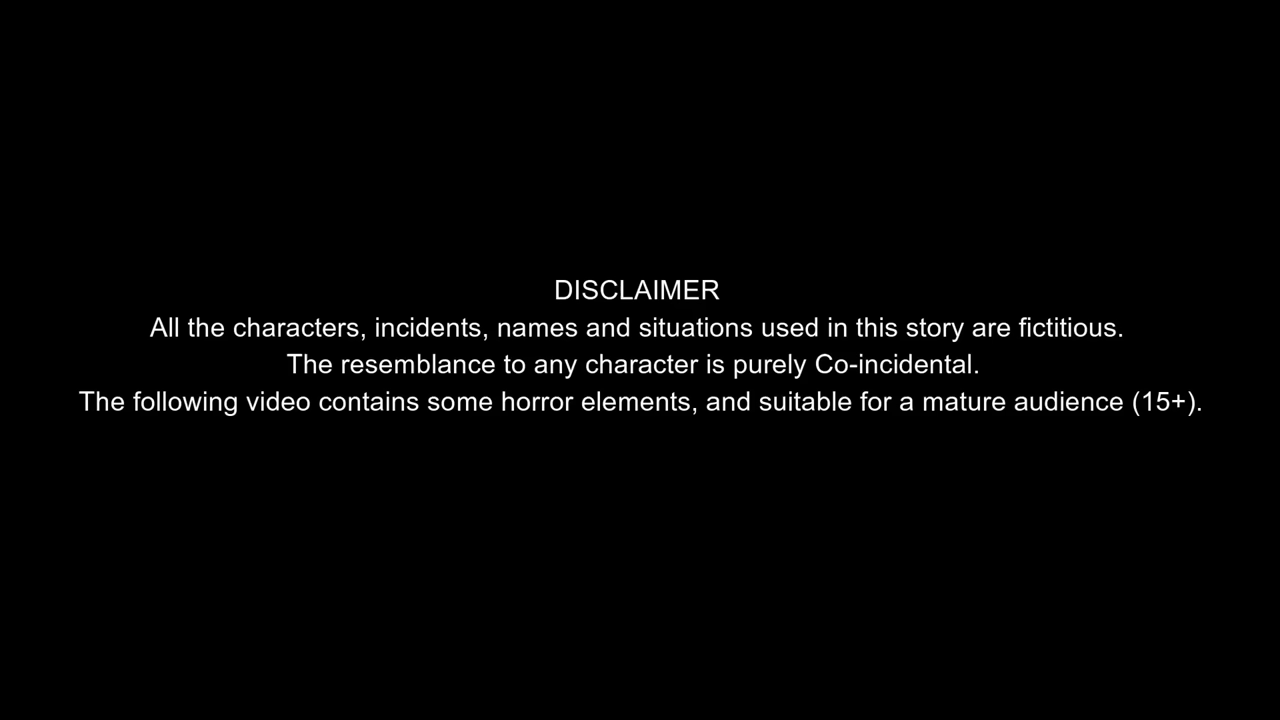 DISCLAIMER
All the characters, incidents, names and situations used in this story are fictitious.
The resemblance to any character is purely Co-incidental.
The following video contains some horror elements, and suitable for a mature audience (15+).